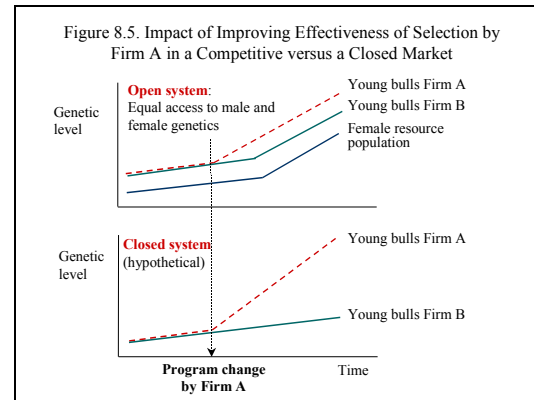 Figure 8.5. Impact of Improving Effectiveness of Selection by
Firm A in a Competitive versus a Closed Market
Open system:
Equal access to male and
female genetics
Genetic
level
Young bulls Firm A
Young bulls Firm B
Female resource
population
Genetic
level
Closed system
(hypothetical)
Young bulls Firm A
Young bulls Firm B
Program change
by Firm A
Time